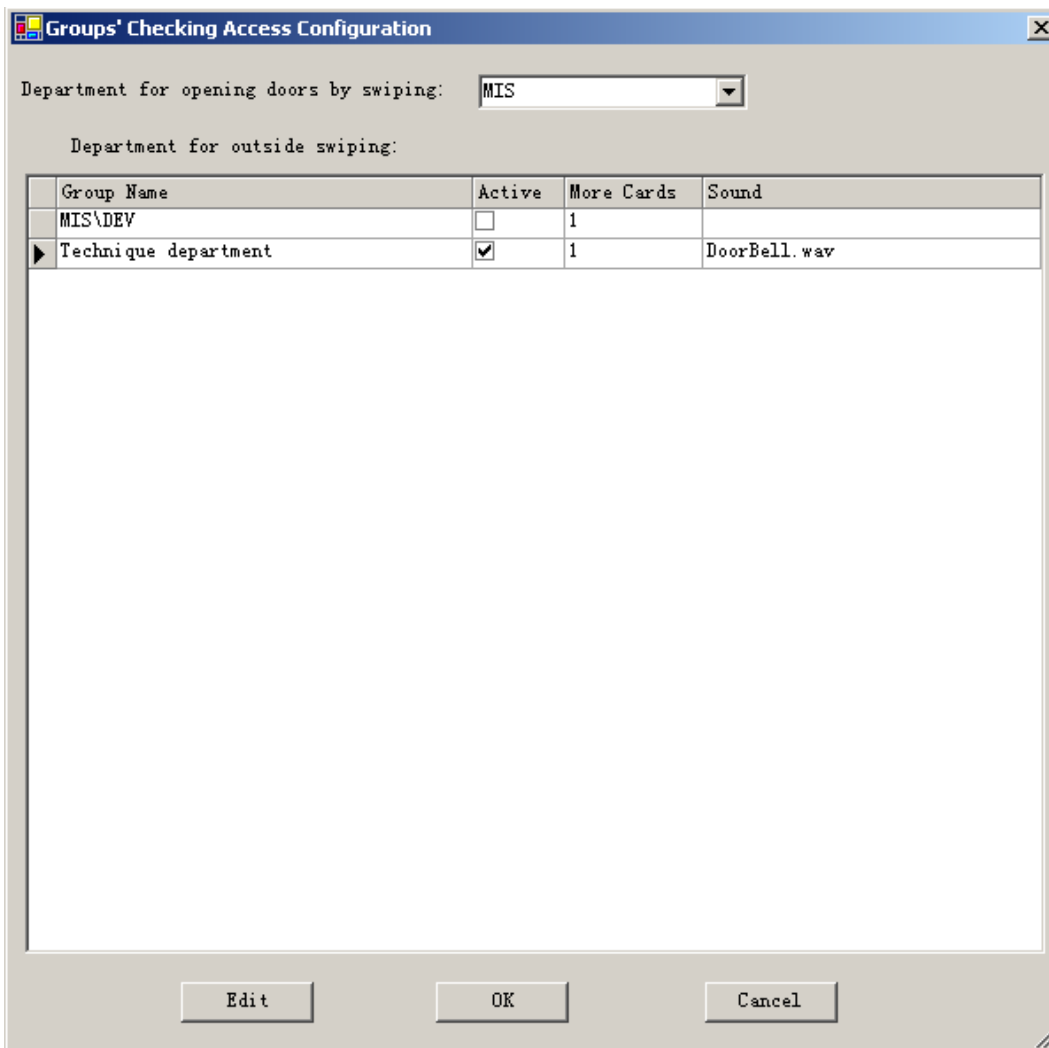 Groups' Checking Access Configuration
Department for opening doors by swiping: MIS
Department for outside swiping:
Group Name Active More Cards Sound
MIS\DEV 1
Technique department 1 DoorBell.wav
Edit OK Cancel